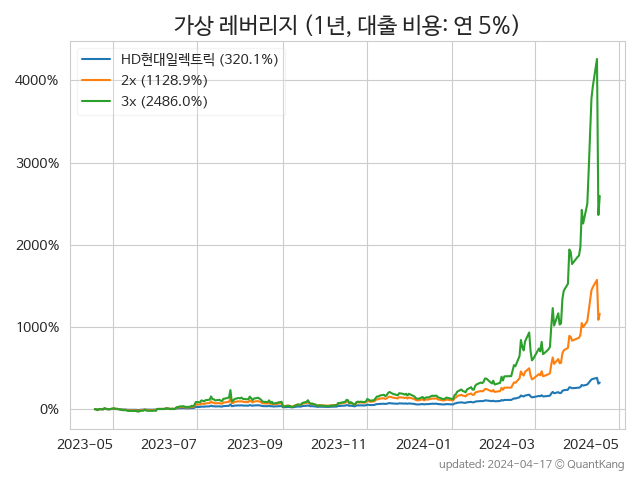 가상 레버리지 (1년, 대출 비용: 연 5%)
HD현대일렉트릭 (320.1%)
2x (1128.9%)
3x (2486.0%)
4000%
3000%
2000%
1000%
0%
2023-05 2023-07 2023-09 2023-11 2024-01 2024-03 2024-05
updated: 2024-04-17 © QuantKang